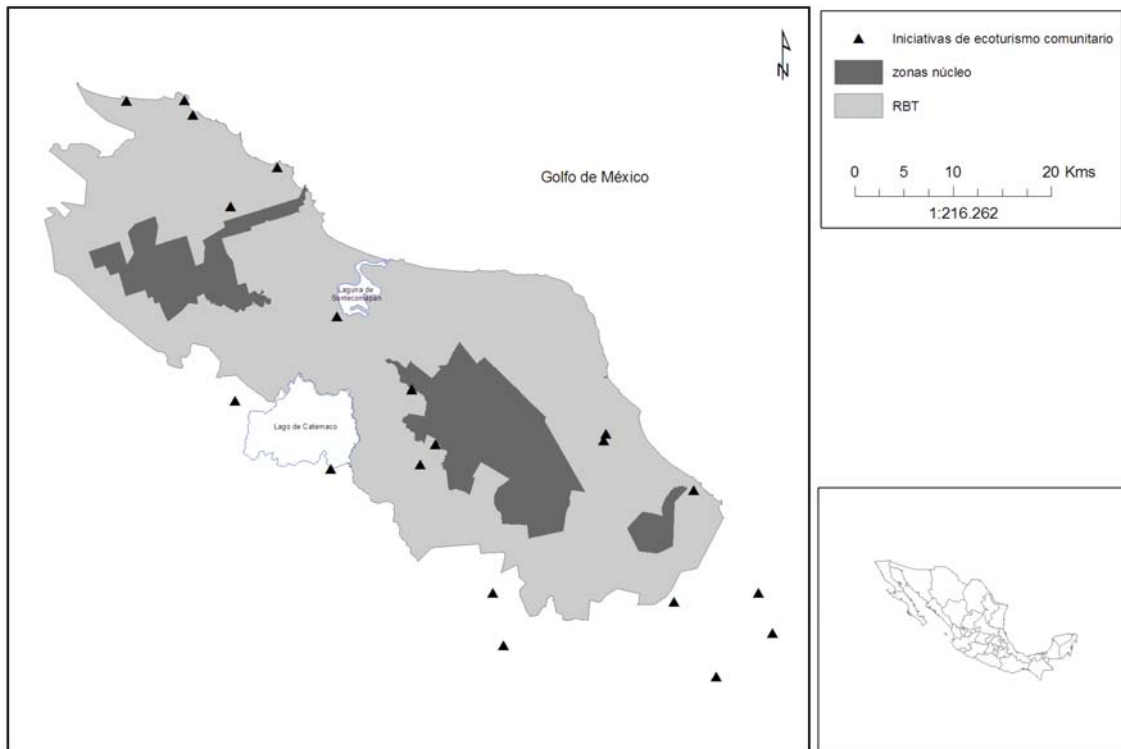 N
Golfo de México
Laguna de
Sontecomapan
Lago de Catemaco
Iniciativas de ecoturismo comunitario
zonas núcleo
RBT
0 5 10 20 Kms
1:216.262